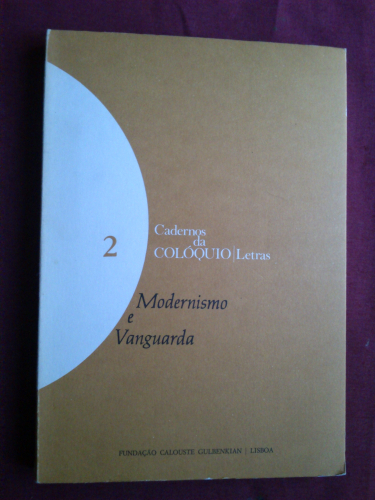 2
Cadernos
da
COLÓQUIO|Letras
Modernismo
e
Vanguarda
FUNDAÇÃO CALOUSTE GULBENKIAN | LISBOA